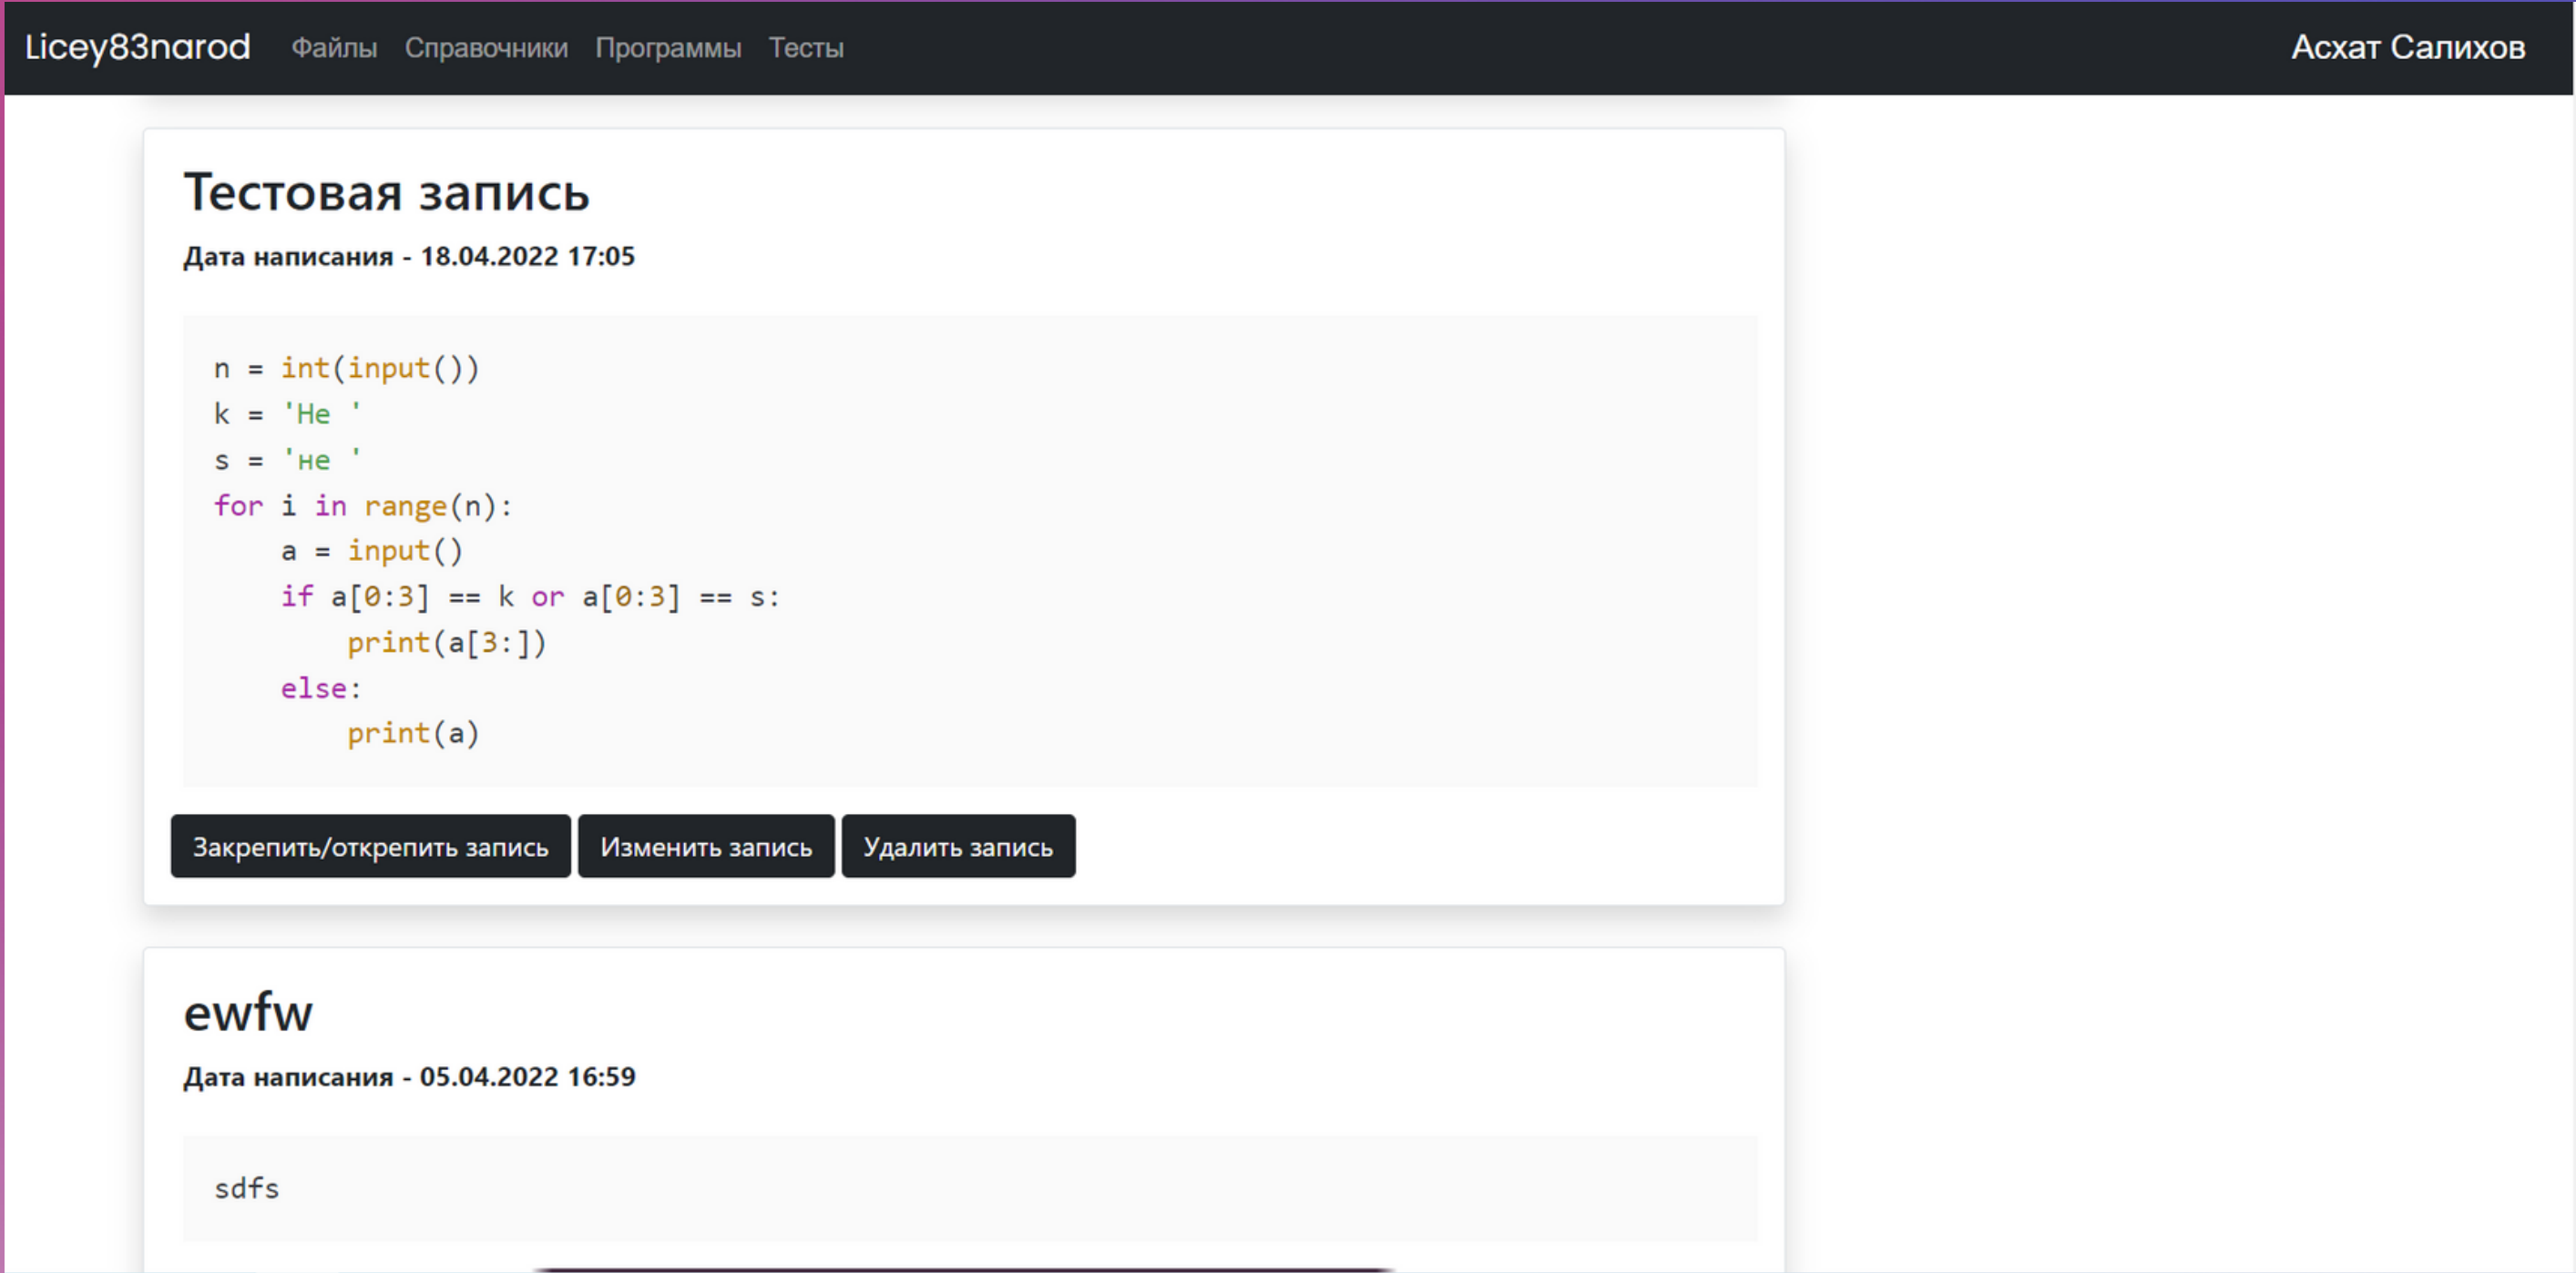 Licey83narod Файлы Справочники Программы Тесты Асхат Салихов
Тестовая запись
Дата написания - 18.04.2022 17:05
n = int(input())
k = 'Не '
s = 'не '
for i in range(n):
    a = input()
    if a[0:3] == k or a[0:3] == s:
        print(a[3:])
    else:
        print(a)
Закрепить/открепить запись Изменить запись Удалить запись
ewfw
Дата написания - 05.04.2022 16:59
sdfs